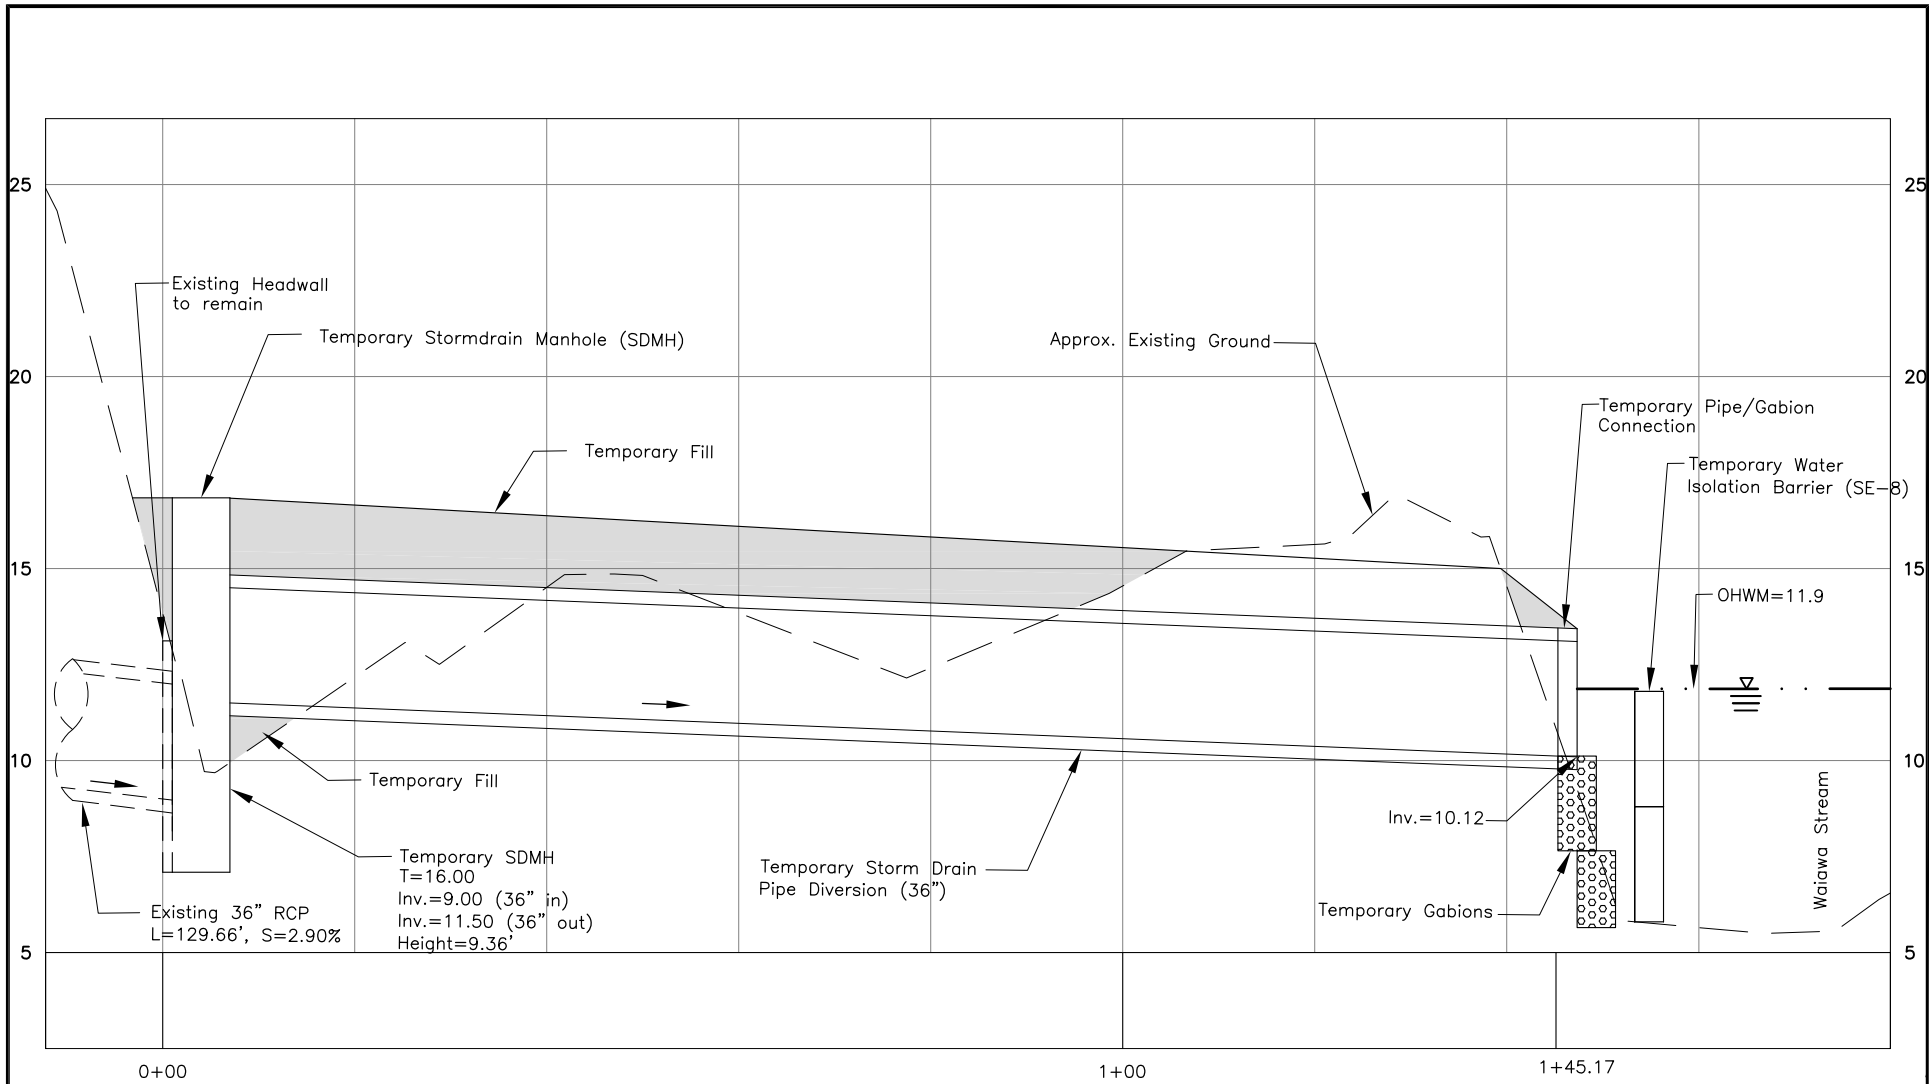 25
25
Existing Headwall
to remain
Temporary Stormdrain Manhole (SDMH)
Approx. Existing Ground
20
20
Temporary Pipe/Gabion
Connection
Temporary Fill
Temporary Water
Isolation Barrier (SE-8)
15
15
OHWM=11.9
10
10
Temporary Fill
Inv.=10.12
Waiawa Stream
Temporary SDMH
T=16.00
Inv.=9.00 (36" in)
Inv.=11.50 (36" out)
Height=9.36'
Temporary Storm Drain
Pipe Diversion (36")
Existing 36" RCP
L=129.66', S=2.90%
Temporary Gabions
5
5
0+00
1+00
1+45.17